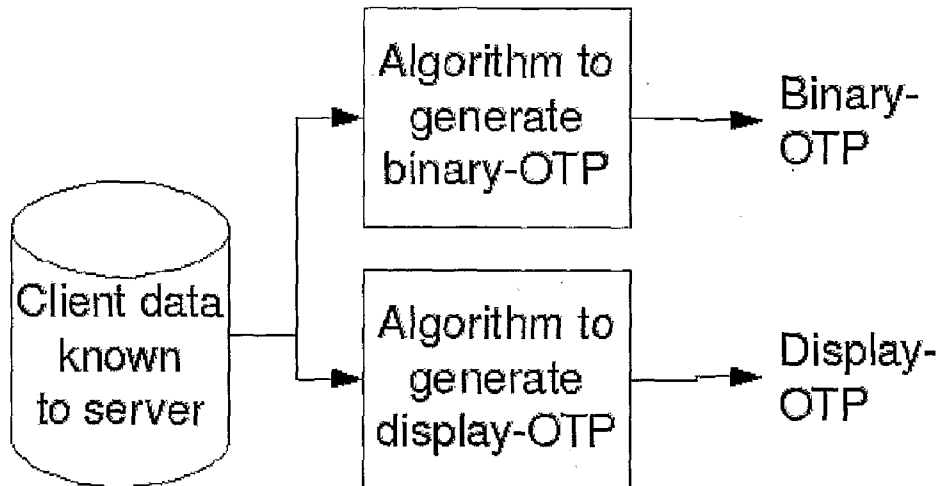 Algorithm to
generate
binary-OTP
Binary-
OTP
Client data
known
to server
Algorithm to
generate
display-OTP
Display-
OTP